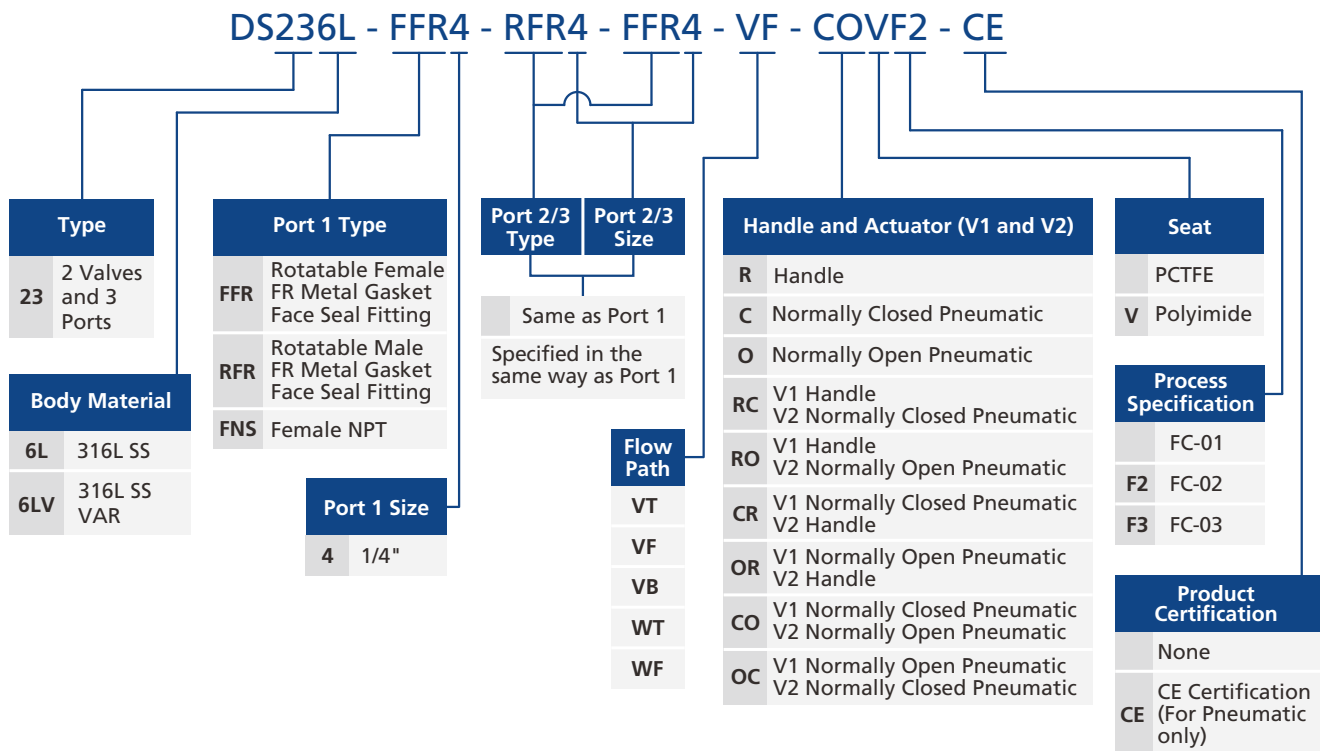 DS236L - FFR4 - RFR4 - FFR4 - VF - COVF2 - CE
Type
23
2 Valves
and 3
Ports
Body Material
6L 316L SS
6LV
316L SS
VAR
Port 1 Type
FFR
Rotatable Female
FR Metal Gasket
Face Seal Fitting
RFR
Rotatable Male
FR Metal Gasket
Face Seal Fitting
FNS Female NPT
Port 1 Size
4 1/4"
Port 2/3
Type
Port 2/3
Size
Same as Port 1
Specified in the
same way as Port 1
Flow
Path
VT
VF
VB
WT
WF
Handle and Actuator (V1 and V2)
R Handle
C Normally Closed Pneumatic
O Normally Open Pneumatic
RC
V1 Handle
V2 Normally Closed Pneumatic
RO
V1 Handle
V2 Normally Open Pneumatic
CR
V1 Normally Closed Pneumatic
V2 Handle
OR
V1 Normally Open Pneumatic
V2 Handle
CO
V1 Normally Closed Pneumatic
V2 Normally Open Pneumatic
OC
V1 Normally Open Pneumatic
V2 Normally Closed Pneumatic
Seat
PCTFE
V Polyimide
Process
Specification
FC-01
F2 FC-02
F3 FC-03
Product
Certification
None
CE
CE Certification
(For Pneumatic
only)